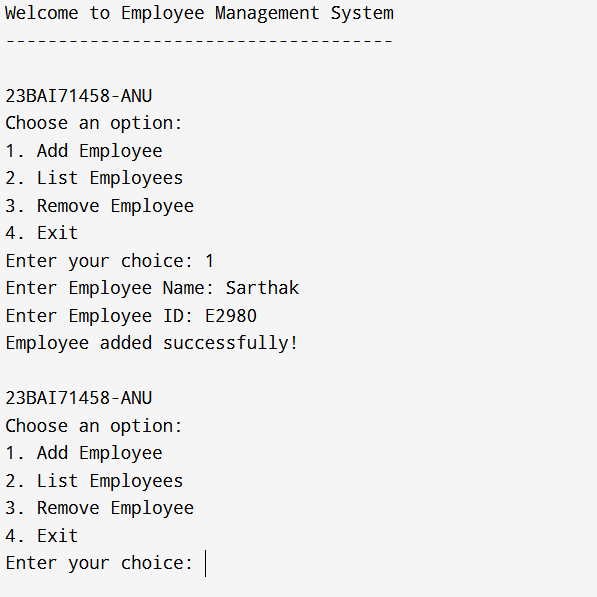 Welcome to Employee Management System
-------------------------------------
23BAI71458-ANU
Choose an option:
1. Add Employee
2. List Employees
3. Remove Employee
4. Exit
Enter your choice: 1
Enter Employee Name: Sarthak
Enter Employee ID: E2980
Employee added successfully!
23BAI71458-ANU
Choose an option:
1. Add Employee
2. List Employees
3. Remove Employee
4. Exit
Enter your choice: